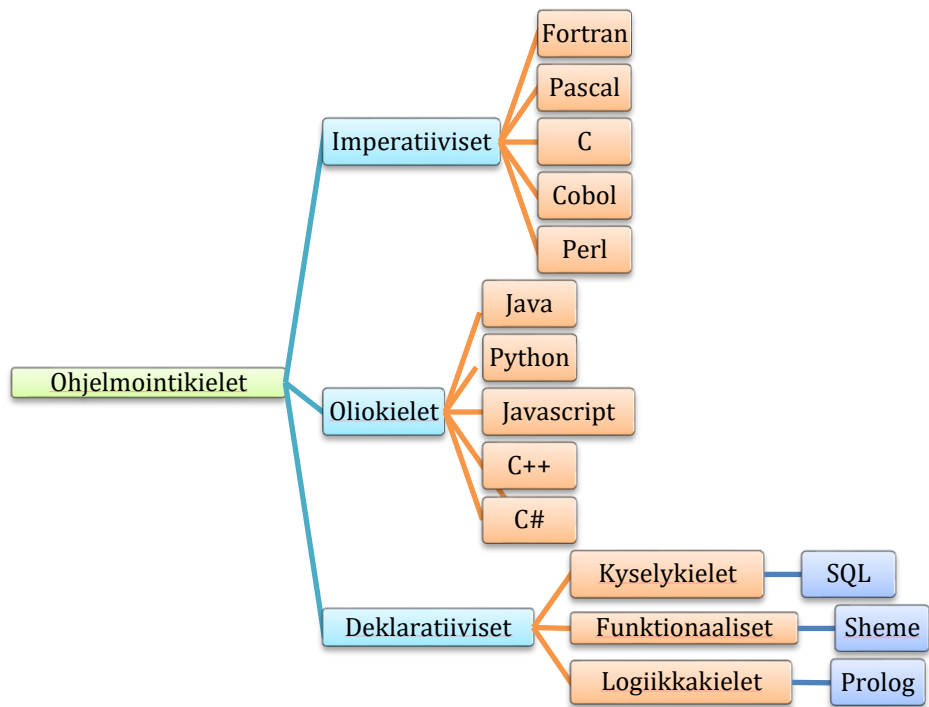 Ohjelmointikielet
Imperatiiviset
Fortran
Pascal
C
Cobol
Perl
Oliokielet
Java
Python
Javascript
C++
C#
Deklaratiiviset
Kyselykielet
SQL
Funktionaaliset
Sheme
Logiikkakielet
Prolog